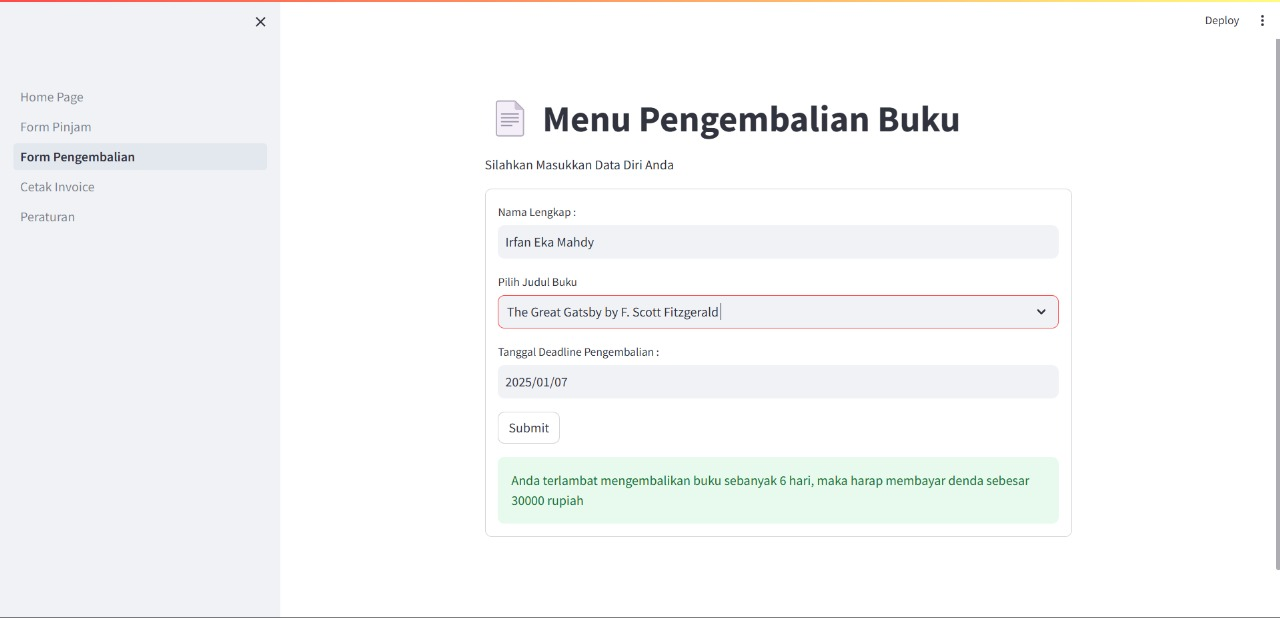 Deploy
Home Page
Form Pinjam
Form Pengembalian
Cetak Invoice
Peraturan
Menu Pengembalian Buku
Silahkan Masukkan Data Diri Anda
Nama Lengkap :
Irfan Eka Mahdy
Pilih Judul Buku
The Great Gatsby by F. Scott Fitzgerald
Tanggal Deadline Pengembalian :
2025/01/07
Submit
Anda terlambat mengembalikan buku sebanyak 6 hari, maka harap membayar denda sebesar
30000 rupiah